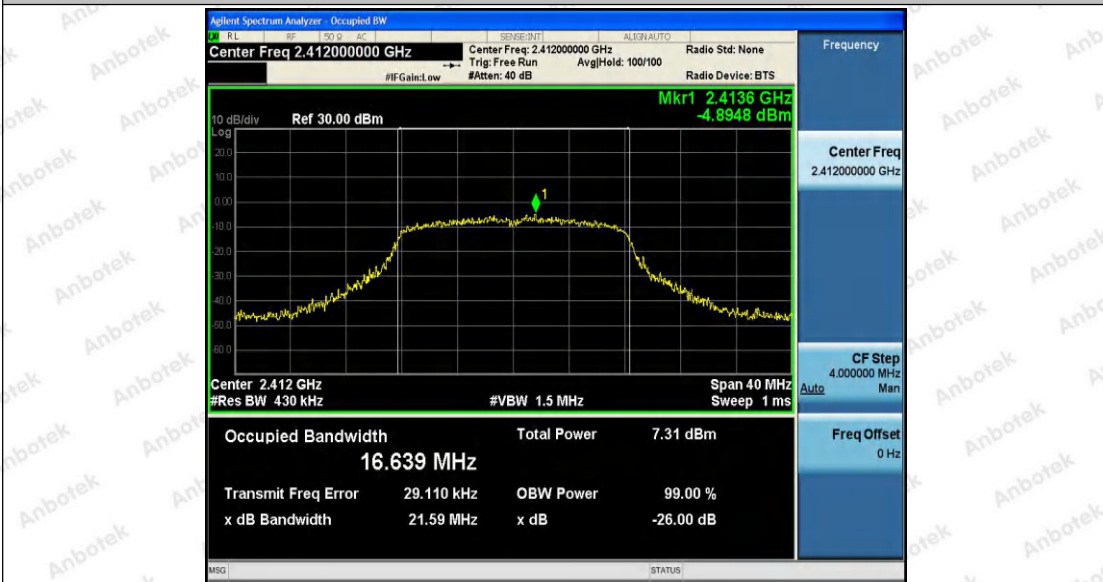 Agilent Spectrum Analyzer - Occupied BW
LXI RL RF 50 Ω AC SENSE:INT ALIGNAUTO
Center Freq 2.412000000 GHz
#IFGain:Low
Center Freq: 2.412000000 GHz
Trig: Free Run Avg|Hold: 100/100
#Atten: 40 dB
Radio Std: None
Radio Device: BTS
Mkr1 2.4136 GHz
-4.8948 dBm
10 dB/div Ref 30.00 dBm
Log
20.0
10.0
0.00
-10.0
-20.0
-30.0
-40.0
-50.0
-60.0
1
Center 2.412 GHz Span 40 MHz
#Res BW 430 kHz #VBW 1.5 MHz Sweep 1 ms
Occupied Bandwidth Total Power 7.31 dBm
16.639 MHz
Transmit Freq Error 29.110 kHz OBW Power 99.00 %
x dB Bandwidth 21.59 MHz x dB -26.00 dB
MSG STATUS
Frequency
Center Freq
2.412000000 GHz
CF Step
4.000000 MHz
Auto Man
Freq Offset
0 Hz
Anbotek